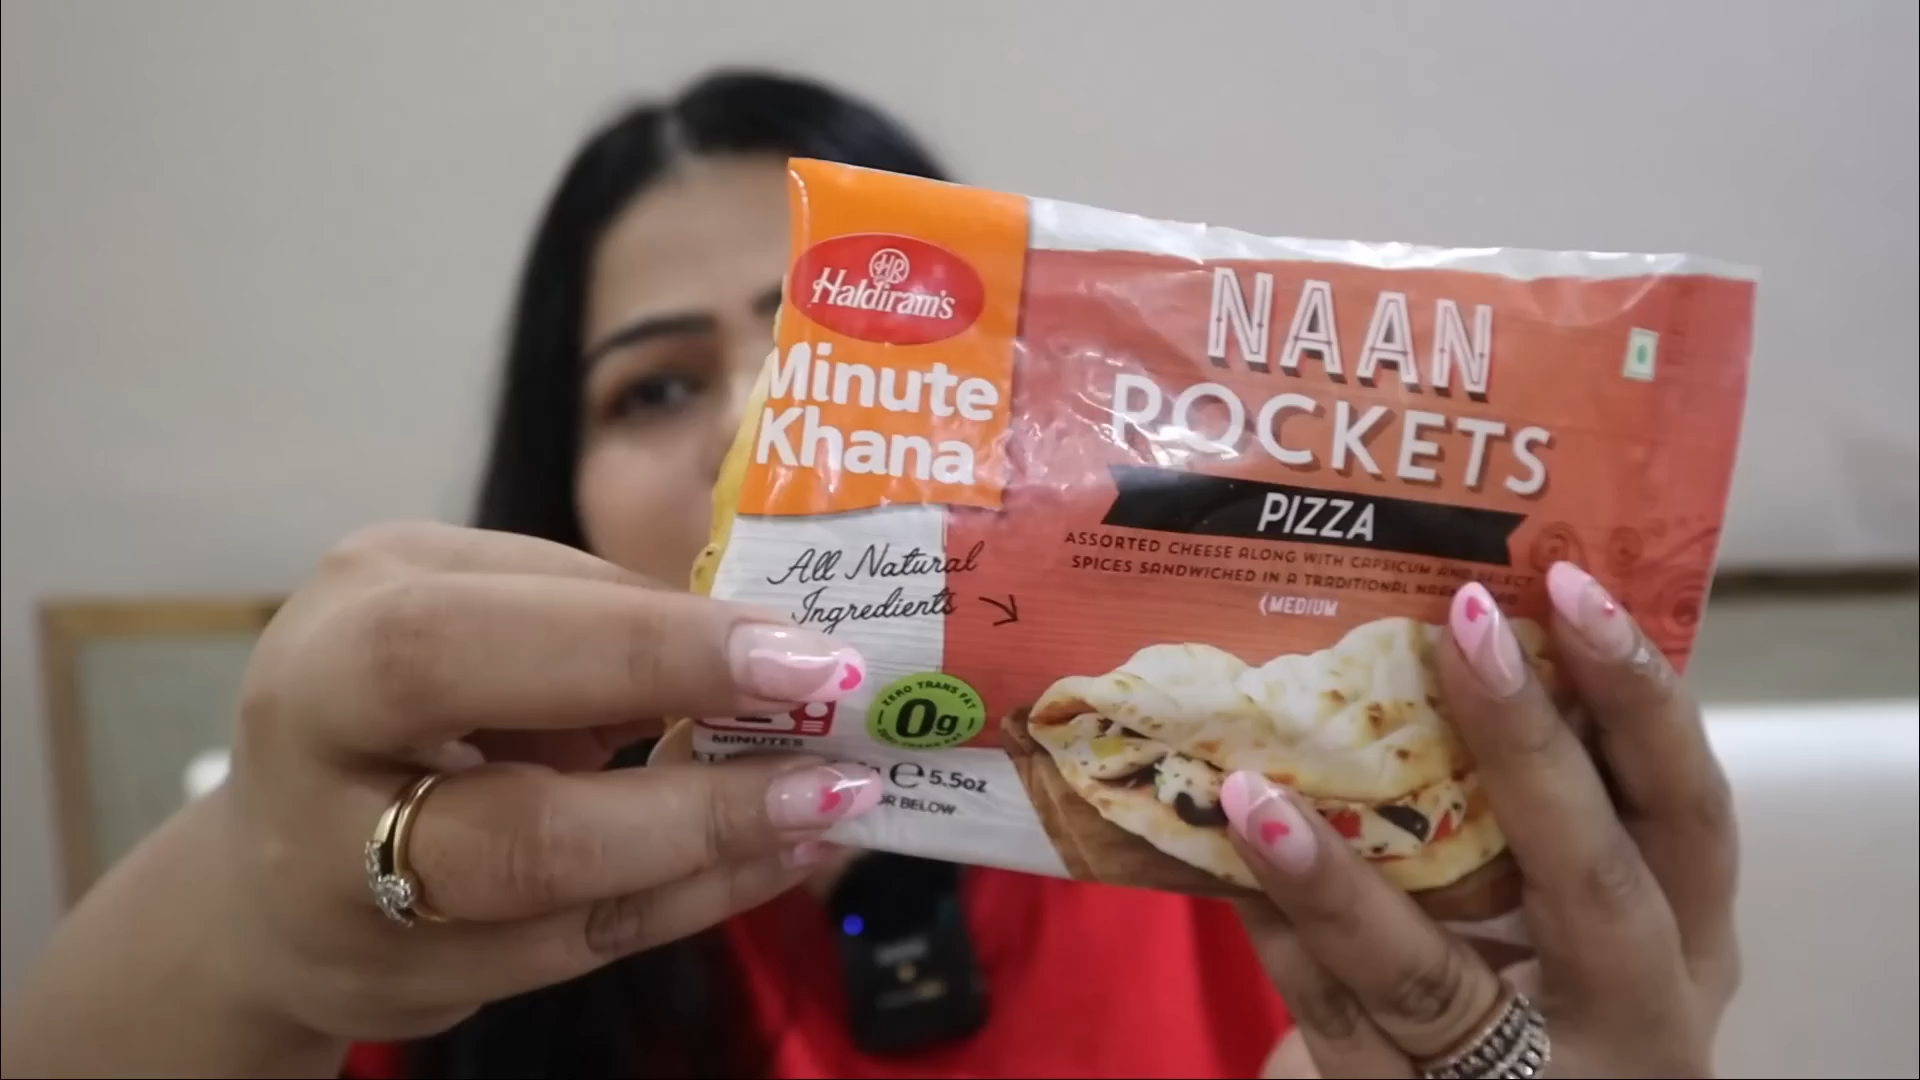 HR
Haldiram's
Minute
Khana
NAAN
POCKETS
PIZZA
ASSORTED CHEESE ALONG WITH CAPSICUM AND SELECT
SPICES SANDWICHED IN A TRADITIONAL NAAN
MEDIUM
All Natural
Ingredients
ZERO TRANS FAT
0g
MINUTES
e 5.5oz
OR BELOW